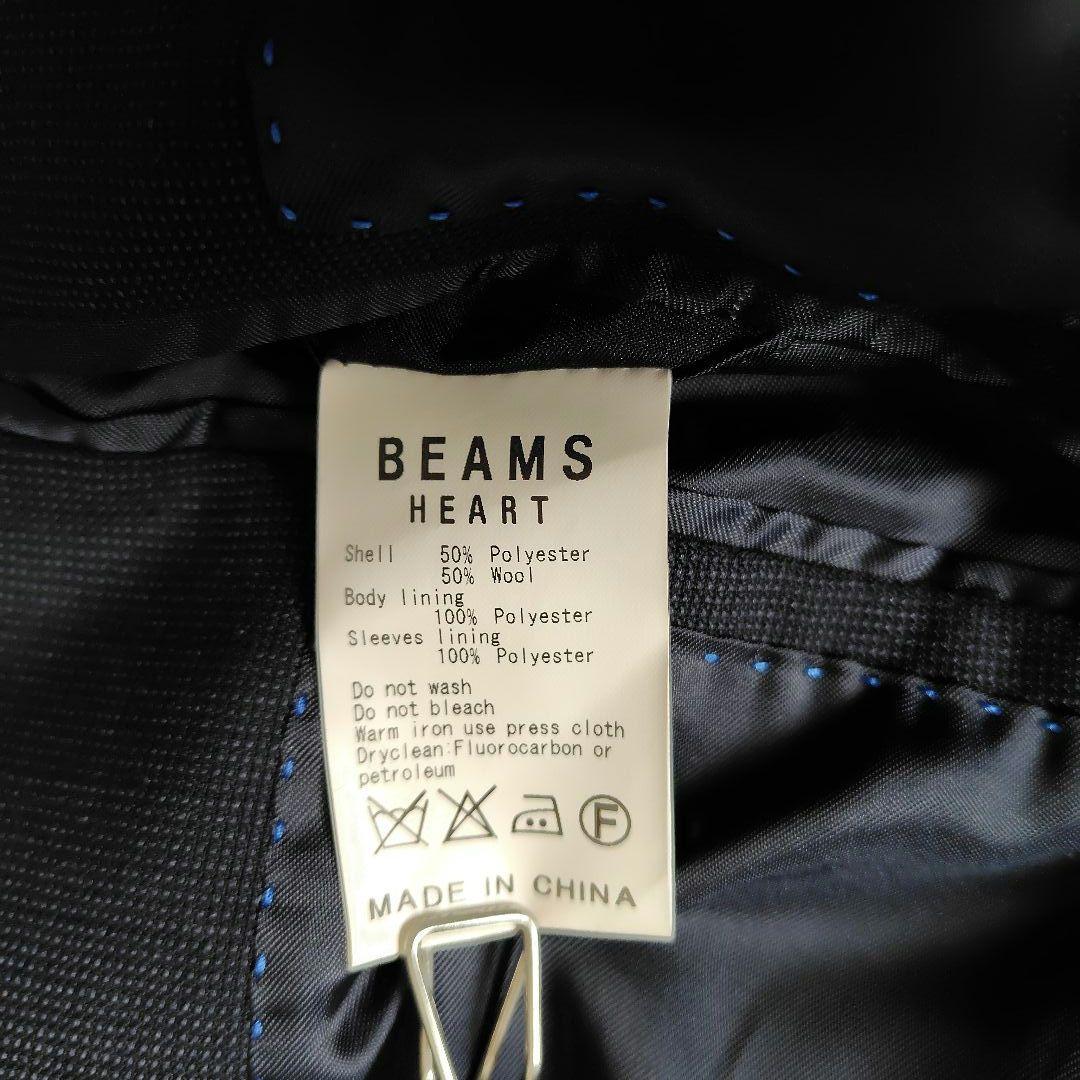 BEAMS
HEART
Shell 50% Polyester
50% Wool
Body lining
100% Polyester
Sleeves lining
100% Polyester
Do not wash
Do not bleach
Warm iron use press cloth
Dryclean:Fluorocarbon or
petroleum
F
MADE IN CHINA